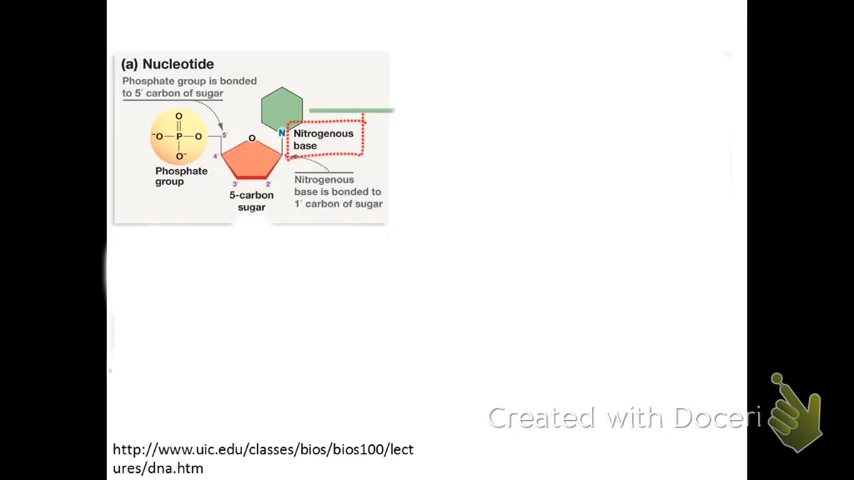 (a) Nucleotide
Phosphate group is bonded
to 5′ carbon of sugar
O
⁻O P O
O⁻
5′
4′
3′
2′
O
N
Nitrogenous
base
Phosphate
group
5-carbon
sugar
Nitrogenous
base is bonded to
1′ carbon of sugar
Created with Doceri
http://www.uic.edu/classes/bios/bios100/lect
ures/dna.htm